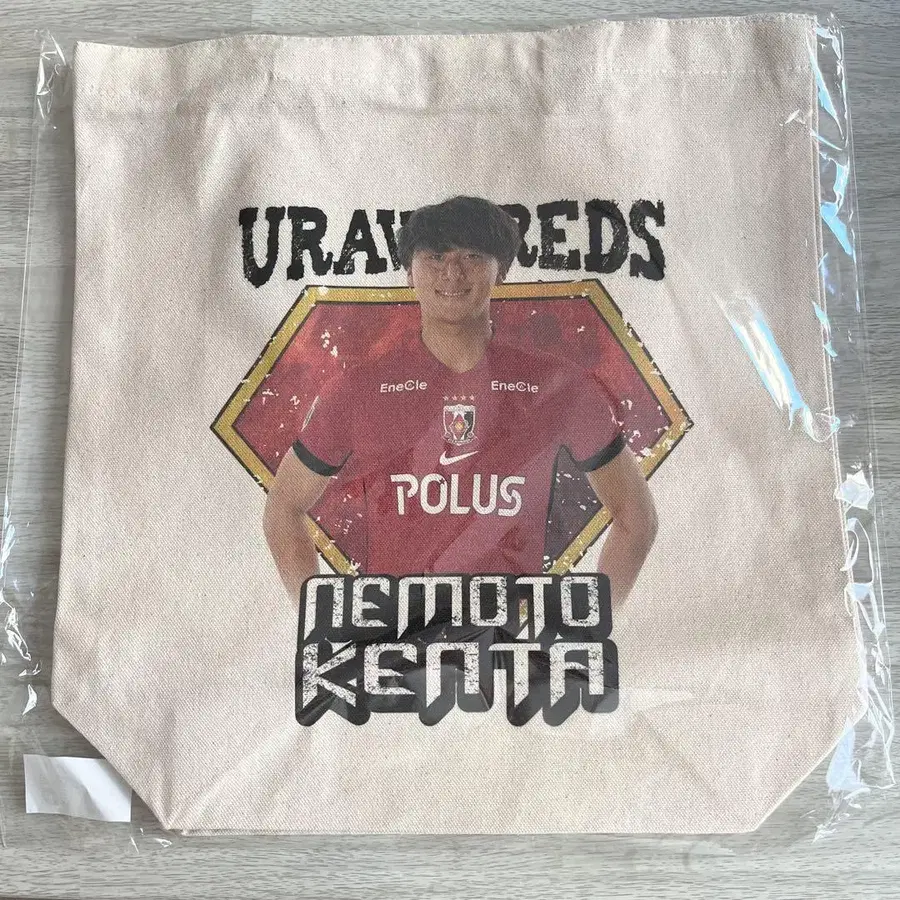 URAW REDS
EneCle EneCle
POLUS
NEMOTO
KENTA